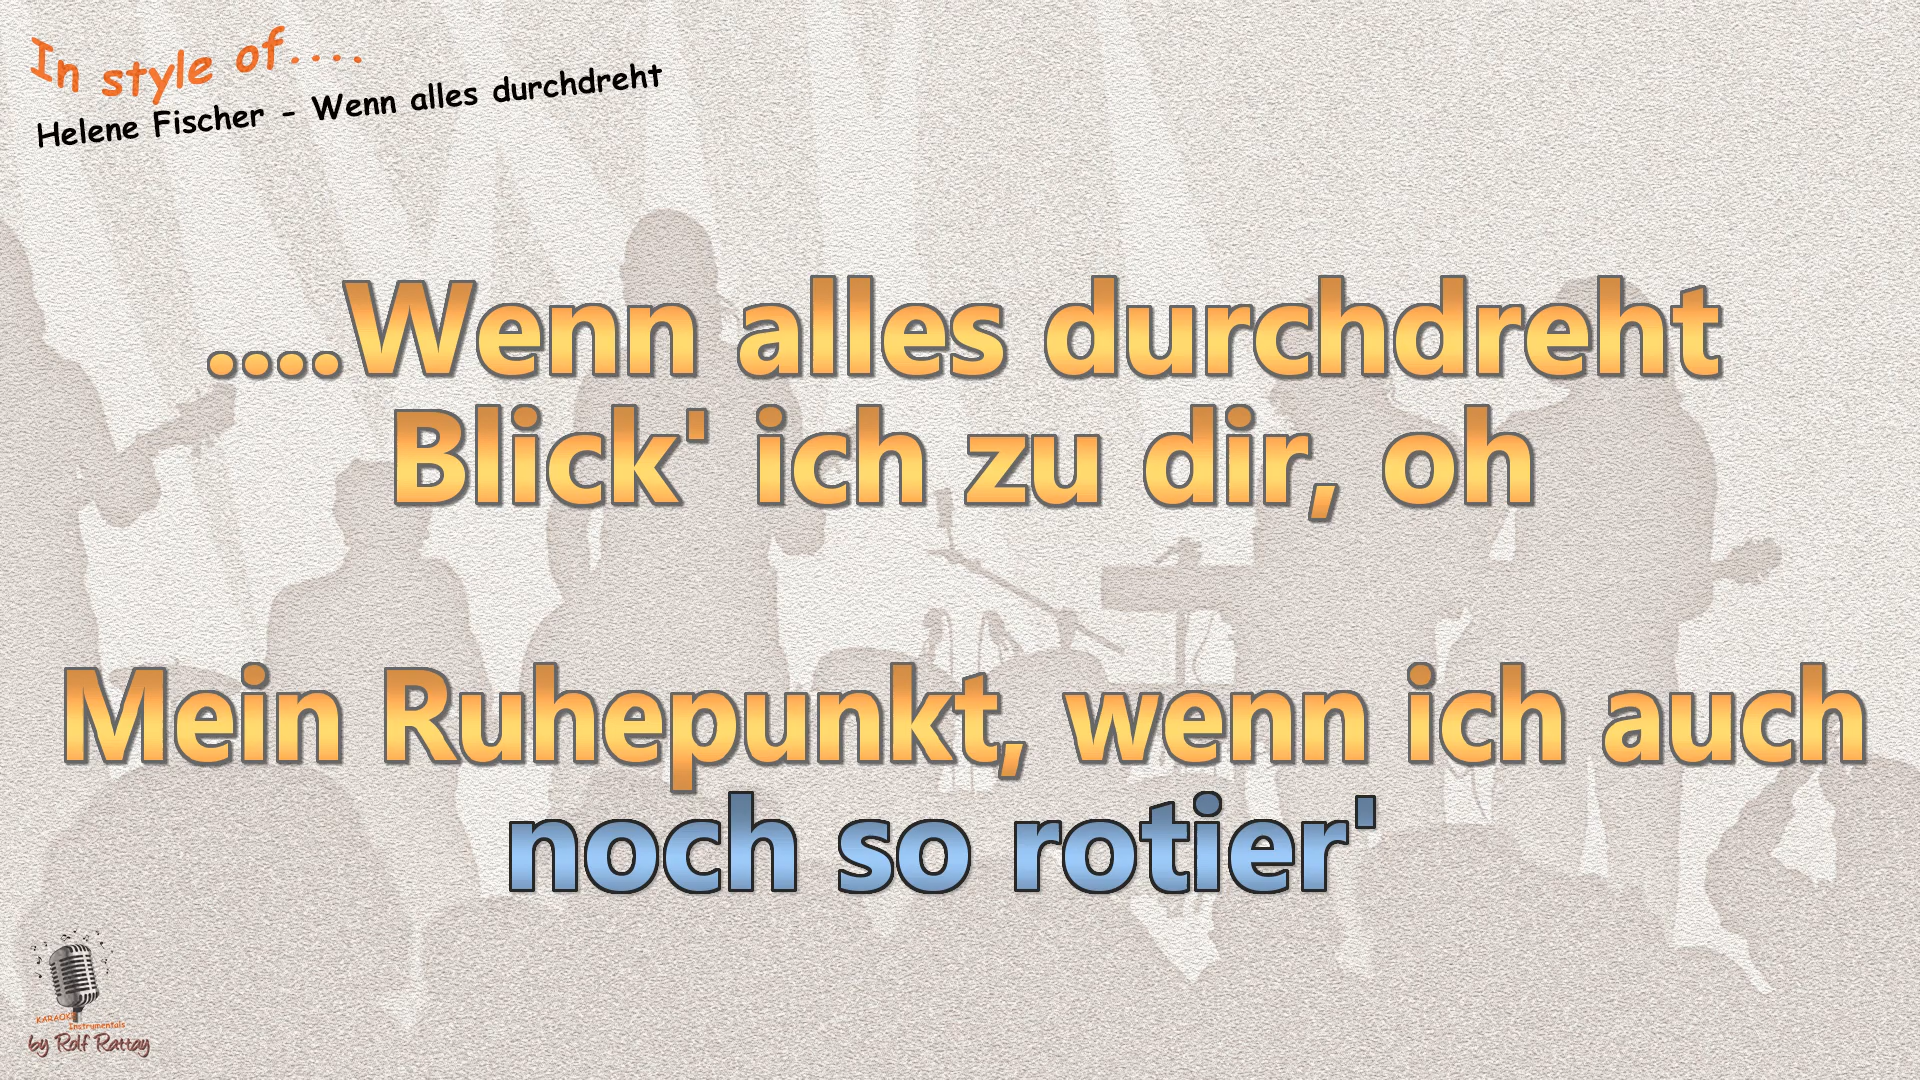 In style of....
Helene Fischer - Wenn alles durchdreht
....Wenn alles durchdreht
Blick' ich zu dir, oh
Mein Ruhepunkt, wenn ich auch
noch so rotier'
KARAOKE
Instrumentals
by Rolf Rattay